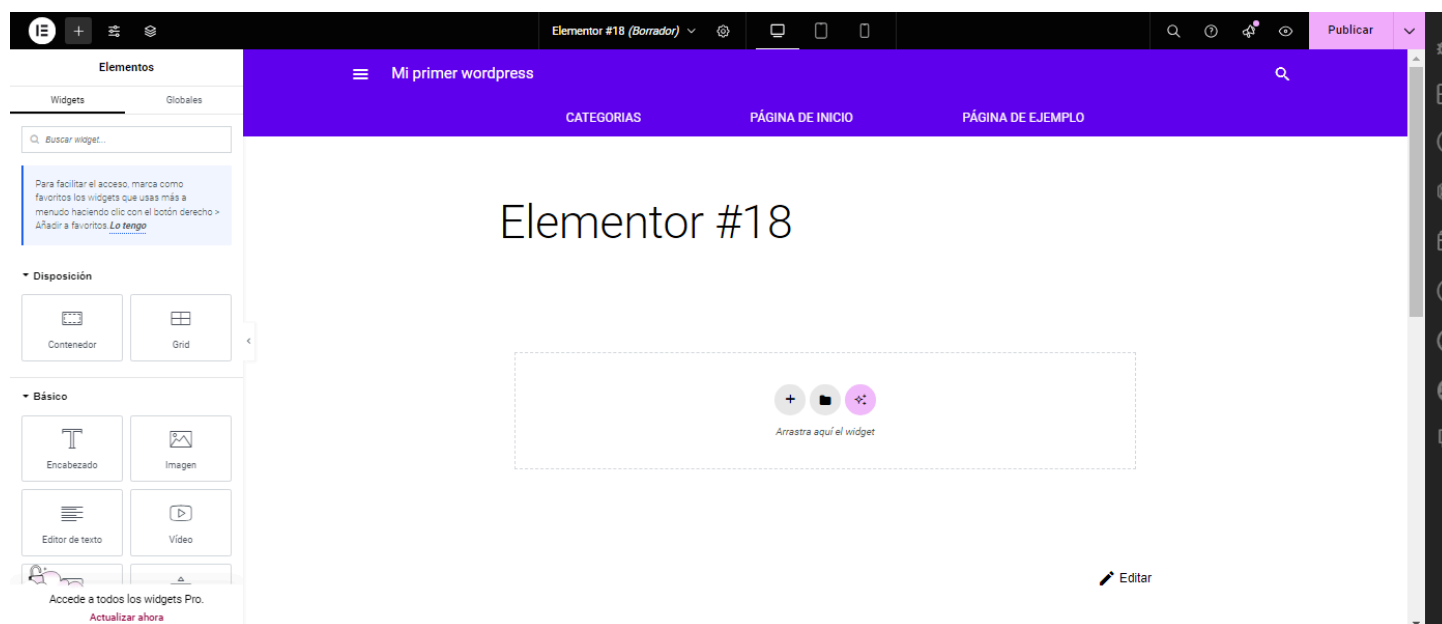 Elementor #18 (Borrador)
Publicar
Elementos
Widgets
Globales
Buscar widget...
Para facilitar el acceso, marca como
favoritos los widgets que usas más a
menudo haciendo clic con el botón derecho >
Añadir a favoritos. Lo tengo
Disposición
Contenedor
Grid
Básico
Encabezado
Imagen
Editor de texto
Vídeo
Accede a todos los widgets Pro.
Actualizar ahora
Mi primer wordpress
CATEGORIAS
PÁGINA DE INICIO
PÁGINA DE EJEMPLO
Elementor #18
Arrastra aquí el widget
Editar